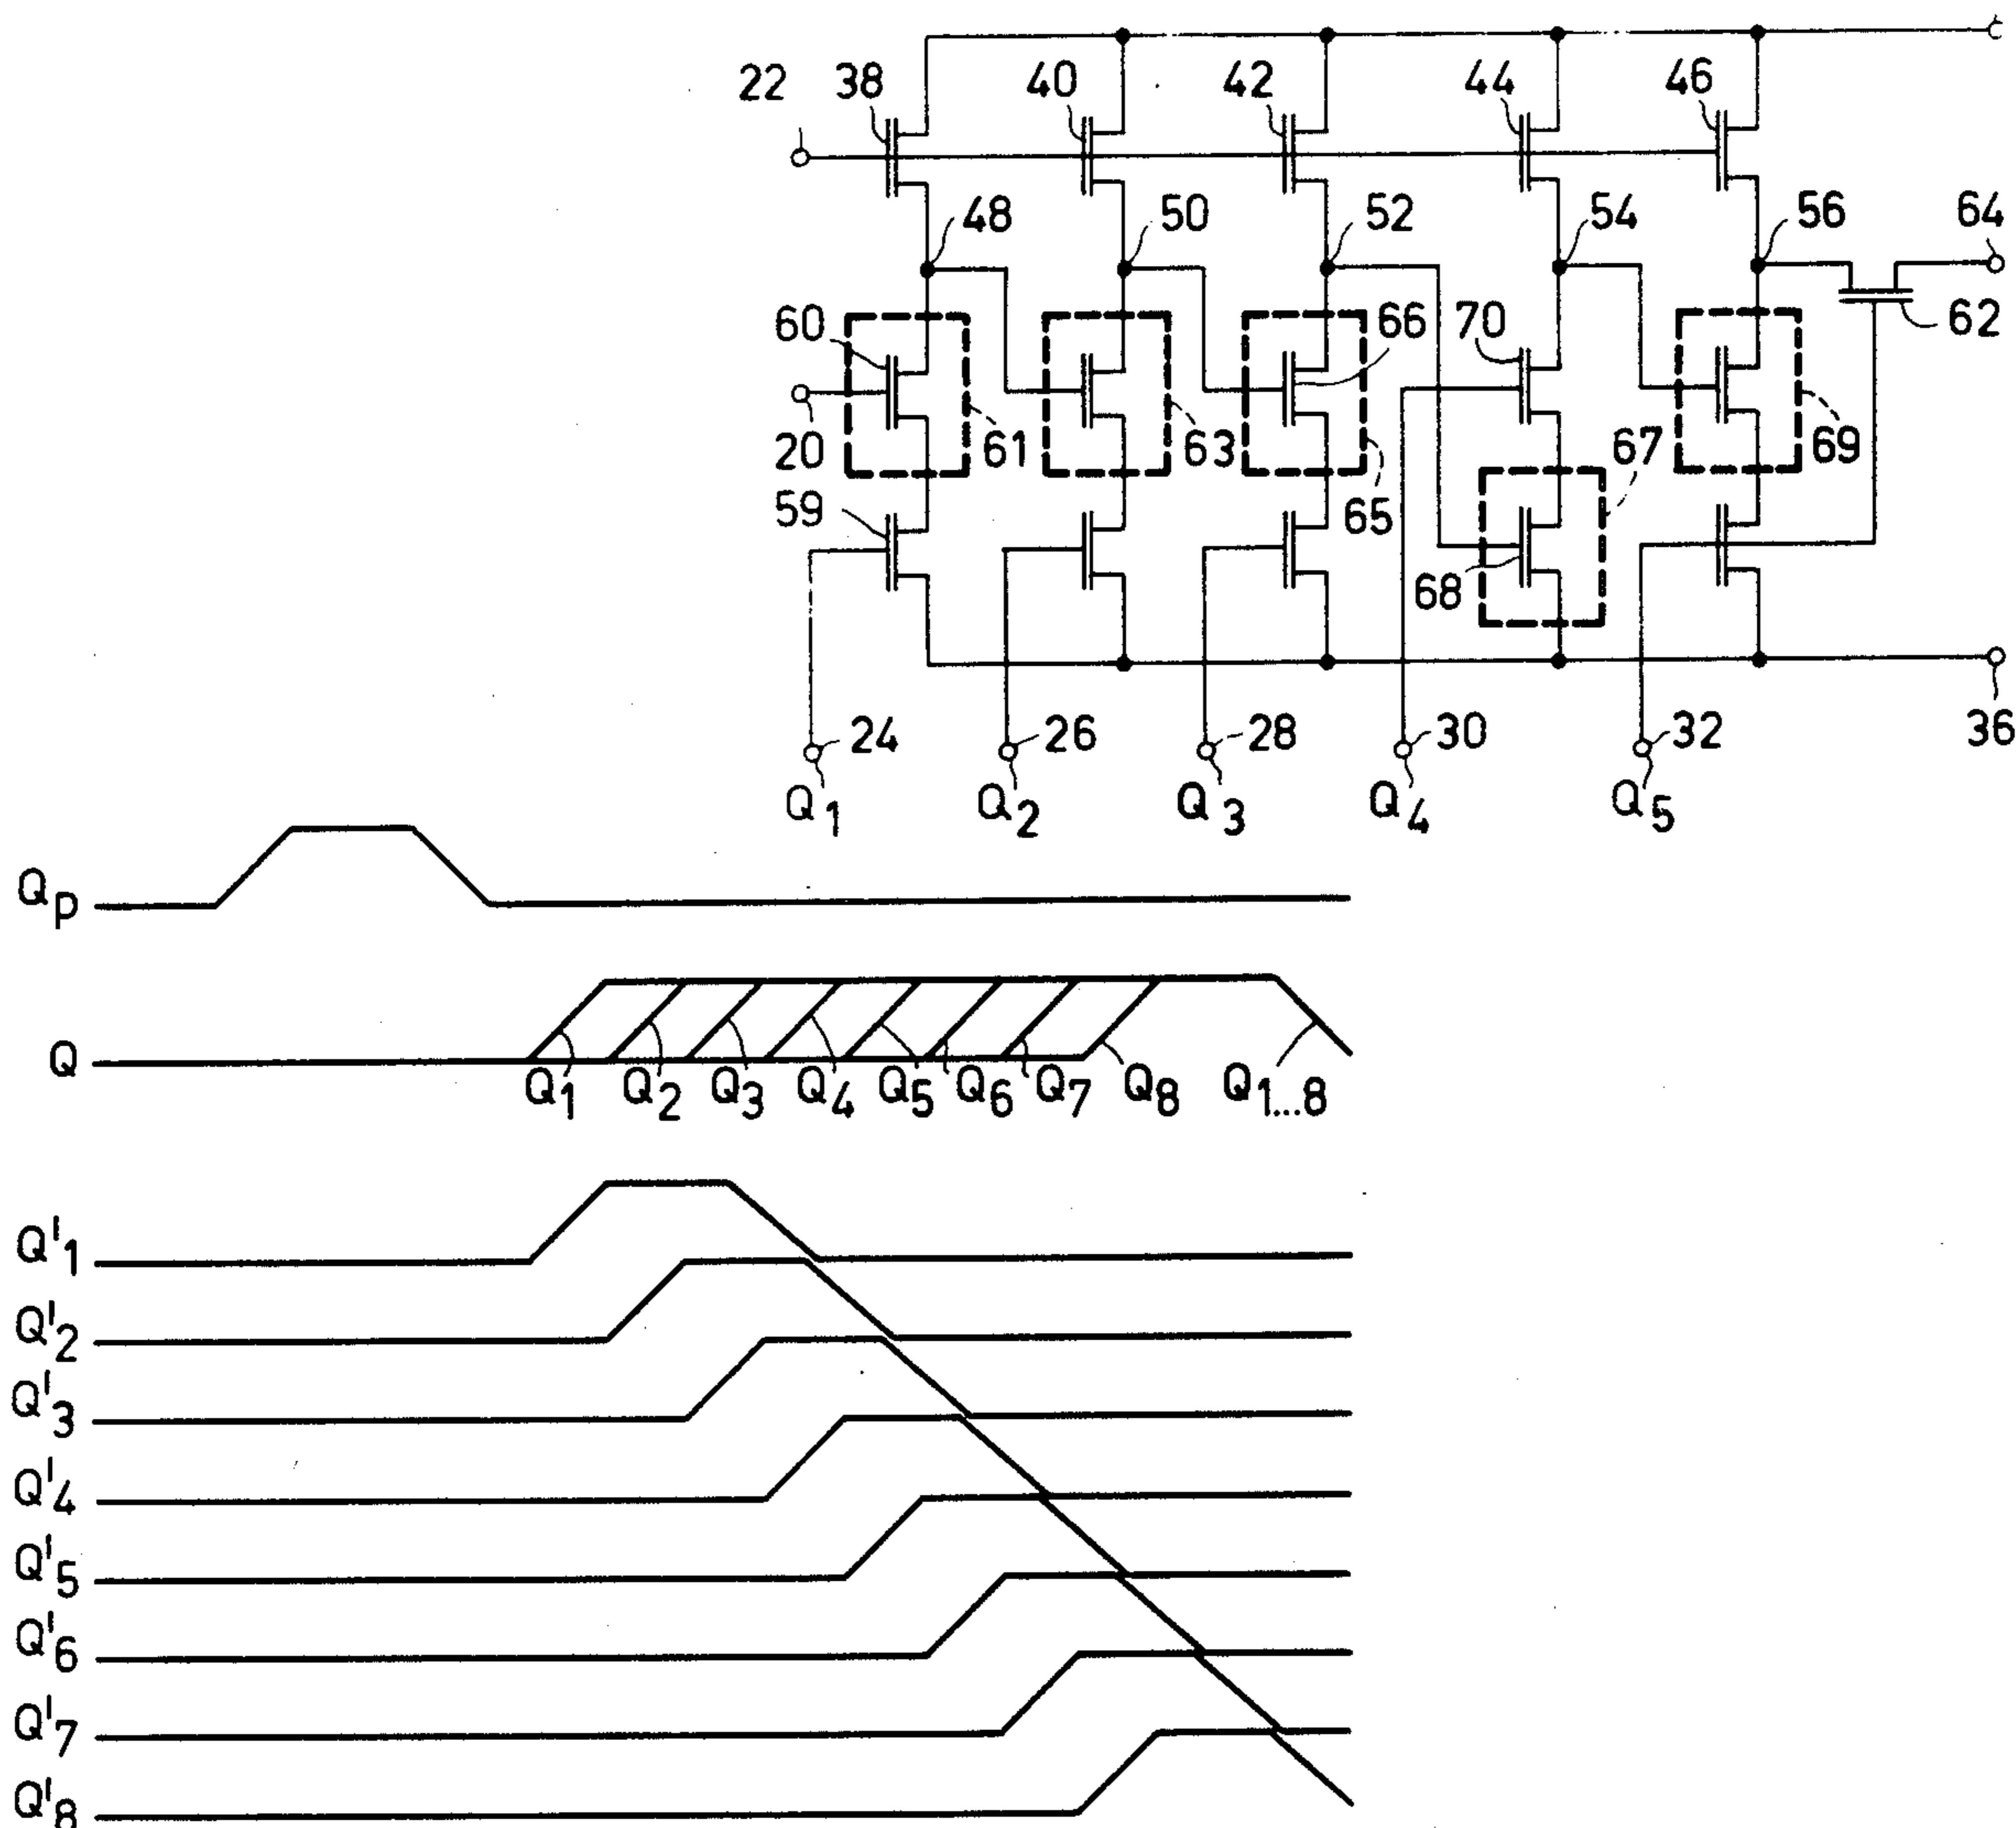 22 38 40 42 44 46
48 50 52 54 56 64
60 66 70 62
20 61 63 67 69
59 65
68
24 26 28 30 32 36
Q1 Q2 Q3 Q4 Q5
Qp
Q
Q1 Q2 Q3 Q4 Q5 Q6 Q7 Q8 Q1...8
Q'1
Q'2
Q'3
Q'4
Q'5
Q'6
Q'7
Q'8